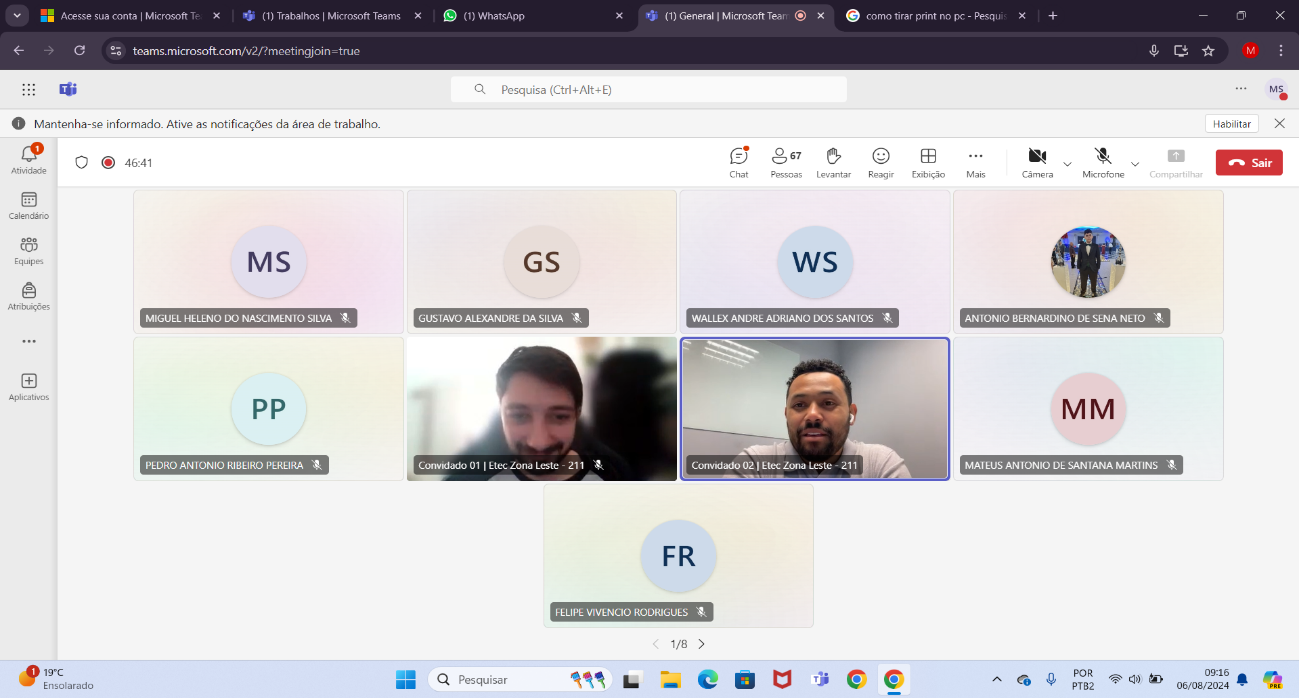 Acesse sua conta | Microsoft Te
(1) Trabalhos | Microsoft Teams
(1) WhatsApp
(1) General | Microsoft Team
como tirar print no pc - Pesqui
teams.microsoft.com/v2/?meetingjoin=true
M
Pesquisa (Ctrl+Alt+E)
MS
Mantenha-se informado. Ative as notificações da área de trabalho.
Habilitar
1
Atividade
Calendário
Equipes
Atribuições
Aplicativos
46:41
Chat
67
Pessoas
Levantar
Reagir
Exibição
Mais
Câmera
Microfone
Compartilhar
Sair
MS
MIGUEL HELENO DO NASCIMENTO SILVA
GS
GUSTAVO ALEXANDRE DA SILVA
WS
WALLEX ANDRE ADRIANO DOS SANTOS
ANTONIO BERNARDINO DE SENA NETO
PP
PEDRO ANTONIO RIBEIRO PEREIRA
Convidado 01 | Etec Zona Leste - 211
Convidado 02 | Etec Zona Leste - 211
MM
MATEUS ANTONIO DE SANTANA MARTINS
FR
FELIPE VIVENCIO RODRIGUES
1/8
1
19°C
Ensolarado
Pesquisar
POR
PTB2
09:16
06/08/2024
PRE